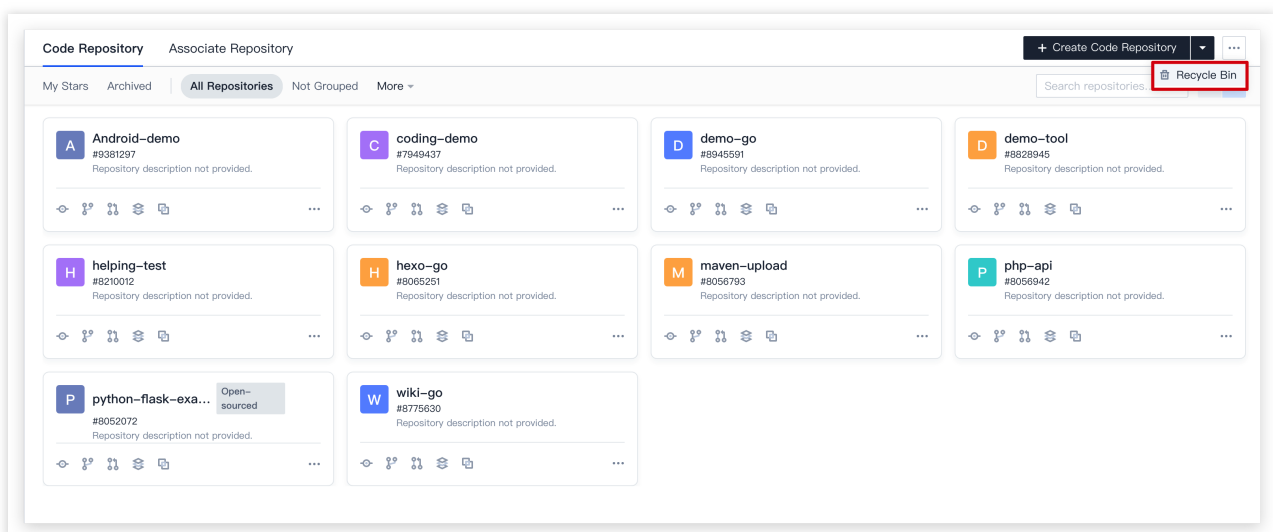 Code Repository Associate Repository + Create Code Repository
Recycle Bin
My Stars Archived All Repositories Not Grouped More Search repositories...
A Android-demo
#9381297
Repository description not provided.
C coding-demo
#7949437
Repository description not provided.
D demo-go
#8945591
Repository description not provided.
D demo-tool
#8828945
Repository description not provided.
H helping-test
#8210012
Repository description not provided.
H hexo-go
#8065251
Repository description not provided.
M maven-upload
#8056793
Repository description not provided.
P php-api
#8056942
Repository description not provided.
P python-flask-exa... Open-
sourced
#8052072
Repository description not provided.
W wiki-go
#8775630
Repository description not provided.